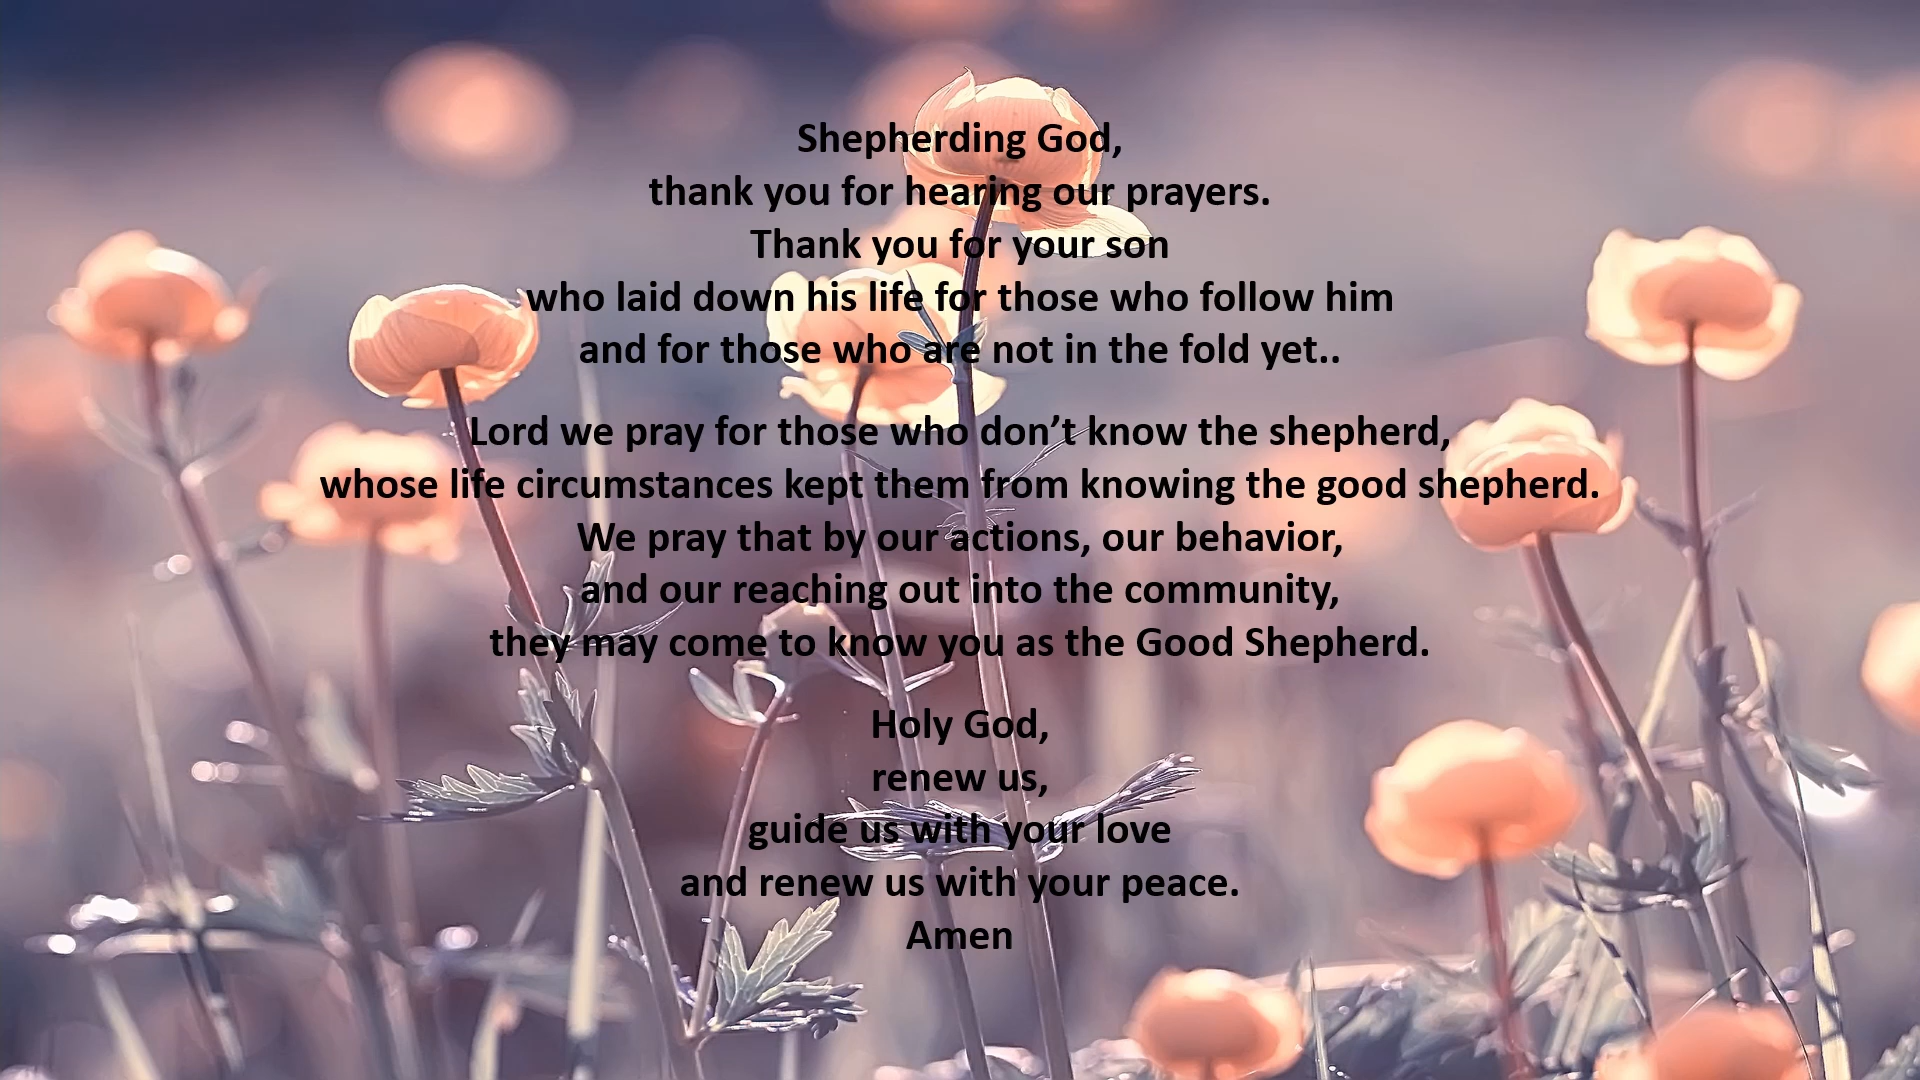 Shepherding God,
thank you for hearing our prayers.
Thank you for your son
who laid down his life for those who follow him
and for those who are not in the fold yet..
Lord we pray for those who don’t know the shepherd,
whose life circumstances kept them from knowing the good shepherd.
We pray that by our actions, our behavior,
and our reaching out into the community,
they may come to know you as the Good Shepherd.
Holy God,
renew us,
guide us with your love
and renew us with your peace.
Amen